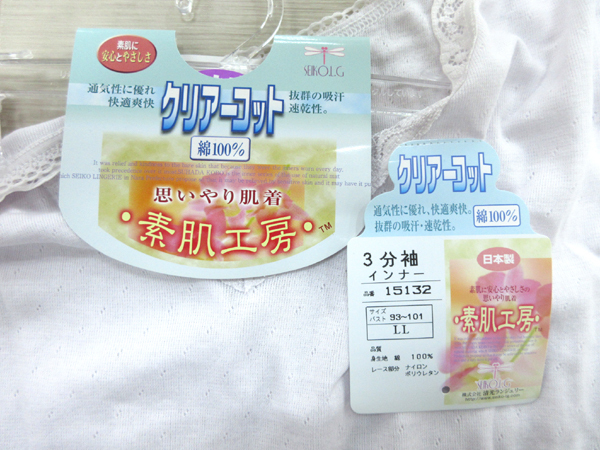 素肌に
安心とやさしさ
SEIKO.L.G
通気性に優れ
快適爽快
クリアーコット
抜群の吸汗
速乾性。
綿100%
思いやり肌着
・素肌工房・™
クリアーコット
通気性に優れ、快適爽快。
抜群の吸汗・速乾性。
綿100%
3分袖
インナー
品番 15132
サイズ
バスト 93~101
LL
品質
身生地 綿 100%
レース部分 ナイロン
ポリウレタン
日本製
素肌に安心とやさしさの
思いやり肌着
・素肌工房・™
SEIKO.L.G